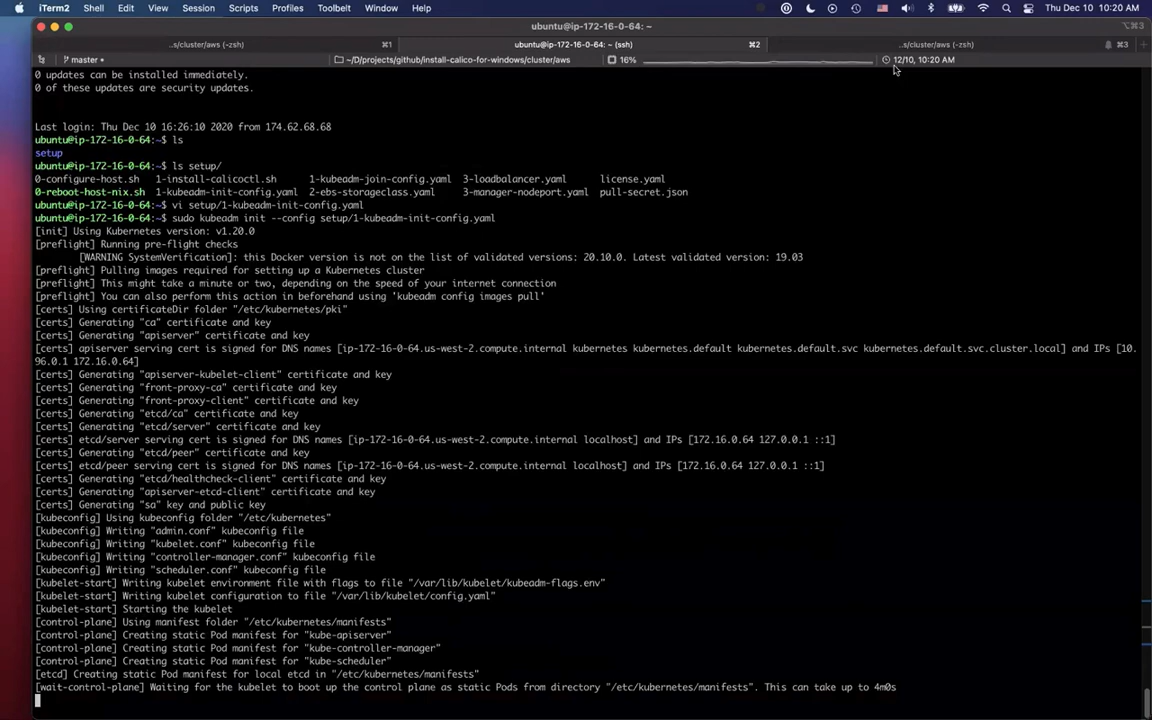 iTerm2 Shell Edit View Session Scripts Profiles Toolbelt Window Help Thu Dec 10 10:20 AM
ubuntu@ip-172-16-0-64: ~ ⌥⌘3
..s/cluster/aws (-zsh) ⌘1 ubuntu@ip-172-16-0-64: ~ (ssh) ⌘2 ..s/cluster/aws (-zsh) ⌘3
master • ~/D/projects/github/install-calico-for-windows/cluster/aws 16% 12/10, 10:20 AM
0 updates can be installed immediately.
0 of these updates are security updates.
Last login: Thu Dec 10 16:26:10 2020 from 174.62.68.68
ubuntu@ip-172-16-0-64:~$ ls
setup
ubuntu@ip-172-16-0-64:~$ ls setup/
0-configure-host.sh 1-install-calicoctl.sh 1-kubeadm-join-config.yaml 3-loadbalancer.yaml license.yaml
0-reboot-host-nix.sh 1-kubeadm-init-config.yaml 2-ebs-storageclass.yaml 3-manager-nodeport.yaml pull-secret.json
ubuntu@ip-172-16-0-64:~$ vi setup/1-kubeadm-init-config.yaml
ubuntu@ip-172-16-0-64:~$ sudo kubeadm init --config setup/1-kubeadm-init-config.yaml
[init] Using Kubernetes version: v1.20.0
[preflight] Running pre-flight checks
[WARNING SystemVerification]: this Docker version is not on the list of validated versions: 20.10.0. Latest validated version: 19.03
[preflight] Pulling images required for setting up a Kubernetes cluster
[preflight] This might take a minute or two, depending on the speed of your internet connection
[preflight] You can also perform this action in beforehand using 'kubeadm config images pull'
[certs] Using certificateDir folder "/etc/kubernetes/pki"
[certs] Generating "ca" certificate and key
[certs] Generating "apiserver" certificate and key
[certs] apiserver serving cert is signed for DNS names [ip-172-16-0-64.us-west-2.compute.internal kubernetes kubernetes.default kubernetes.default.svc kubernetes.default.svc.cluster.local] and IPs [10.
96.0.1 172.16.0.64]
[certs] Generating "apiserver-kubelet-client" certificate and key
[certs] Generating "front-proxy-ca" certificate and key
[certs] Generating "front-proxy-client" certificate and key
[certs] Generating "etcd/ca" certificate and key
[certs] Generating "etcd/server" certificate and key
[certs] etcd/server serving cert is signed for DNS names [ip-172-16-0-64.us-west-2.compute.internal localhost] and IPs [172.16.0.64 127.0.0.1 ::1]
[certs] Generating "etcd/peer" certificate and key
[certs] etcd/peer serving cert is signed for DNS names [ip-172-16-0-64.us-west-2.compute.internal localhost] and IPs [172.16.0.64 127.0.0.1 ::1]
[certs] Generating "etcd/healthcheck-client" certificate and key
[certs] Generating "apiserver-etcd-client" certificate and key
[certs] Generating "sa" key and public key
[kubeconfig] Using kubeconfig folder "/etc/kubernetes"
[kubeconfig] Writing "admin.conf" kubeconfig file
[kubeconfig] Writing "kubelet.conf" kubeconfig file
[kubeconfig] Writing "controller-manager.conf" kubeconfig file
[kubeconfig] Writing "scheduler.conf" kubeconfig file
[kubelet-start] Writing kubelet environment file with flags to file "/var/lib/kubelet/kubeadm-flags.env"
[kubelet-start] Writing kubelet configuration to file "/var/lib/kubelet/config.yaml"
[kubelet-start] Starting the kubelet
[control-plane] Using manifest folder "/etc/kubernetes/manifests"
[control-plane] Creating static Pod manifest for "kube-apiserver"
[control-plane] Creating static Pod manifest for "kube-controller-manager"
[control-plane] Creating static Pod manifest for "kube-scheduler"
[etcd] Creating static Pod manifest for local etcd in "/etc/kubernetes/manifests"
[wait-control-plane] Waiting for the kubelet to boot up the control plane as static Pods from directory "/etc/kubernetes/manifests". This can take up to 4m0s